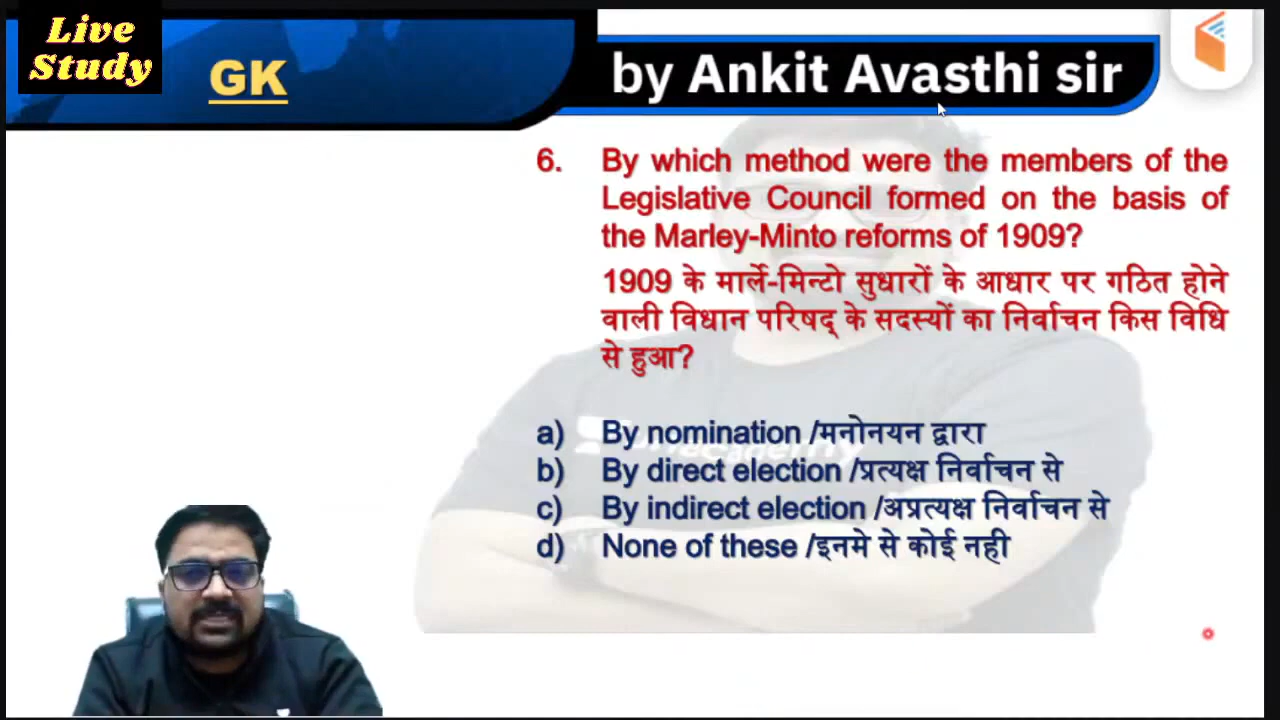 Live
Study
GK
by Ankit Avasthi sir
6. By which method were the members of the
Legislative Council formed on the basis of
the Marley-Minto reforms of 1909?
1909 के मार्ले-मिन्टो सुधारों के आधार पर गठित होने
वाली विधान परिषद् के सदस्यों का निर्वाचन किस विधि
से हुआ?
a) By nomination /मनोनयन द्वारा
b) By direct election /प्रत्यक्ष निर्वाचन से
c) By indirect election /अप्रत्यक्ष निर्वाचन से
d) None of these /इनमे से कोई नही